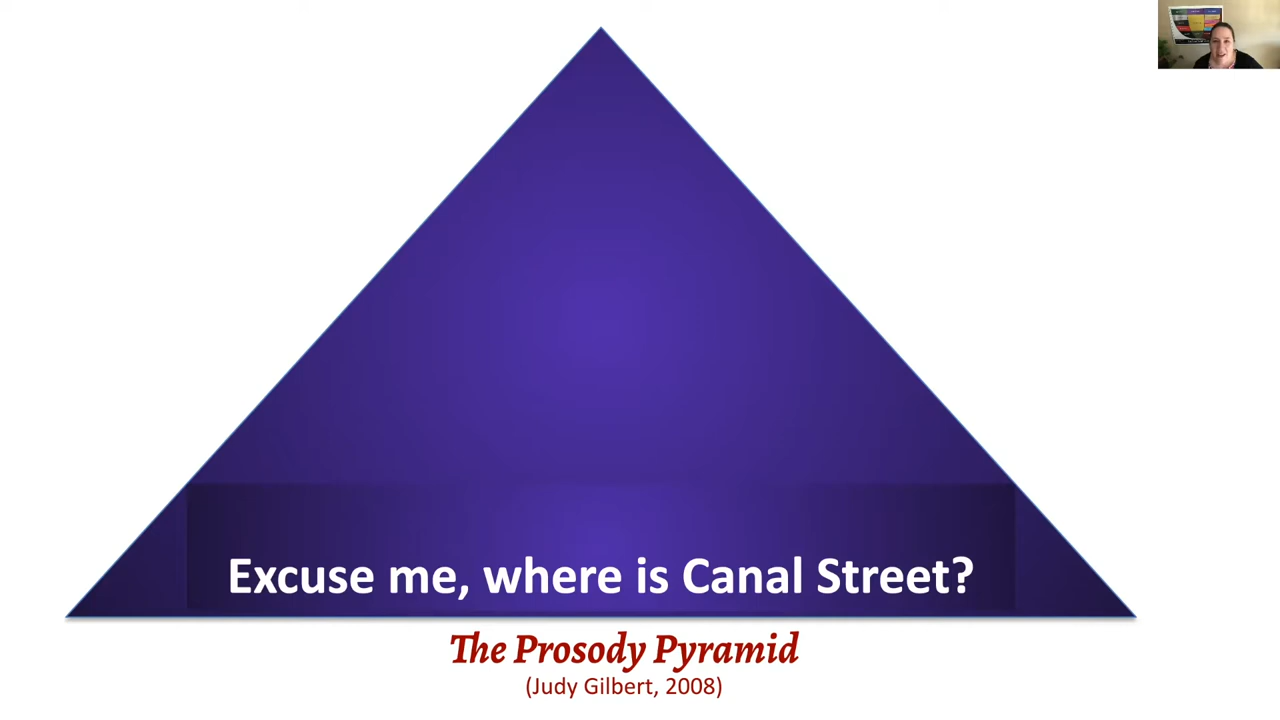 Excuse me, where is Canal Street?
The Prosody Pyramid
(Judy Gilbert, 2008)